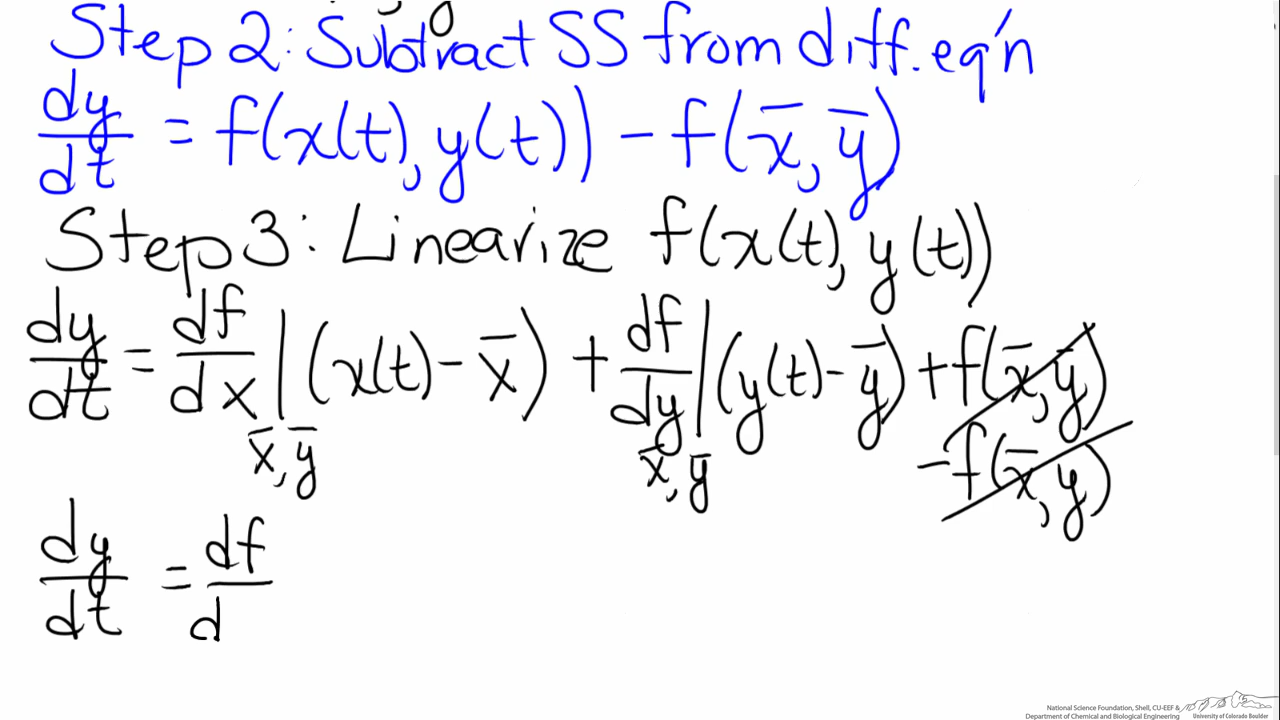 Step 2: Subtract SS from diff. eq'n
dy/dt = f(x(t), y(t)) - f(x̄, ȳ)
Step 3: Linearize f(x(t), y(t))
dy/dt = df/dx |x̄, ȳ (x(t) - x̄) + df/dy |x̄, ȳ (y(t) - ȳ) + f(x̄, ȳ)
- f(x̄, y)
dy/dt = df/d
National Science Foundation, Shell, CU-EEF &
Department of Chemical and Biological Engineering
University of Colorado Boulder